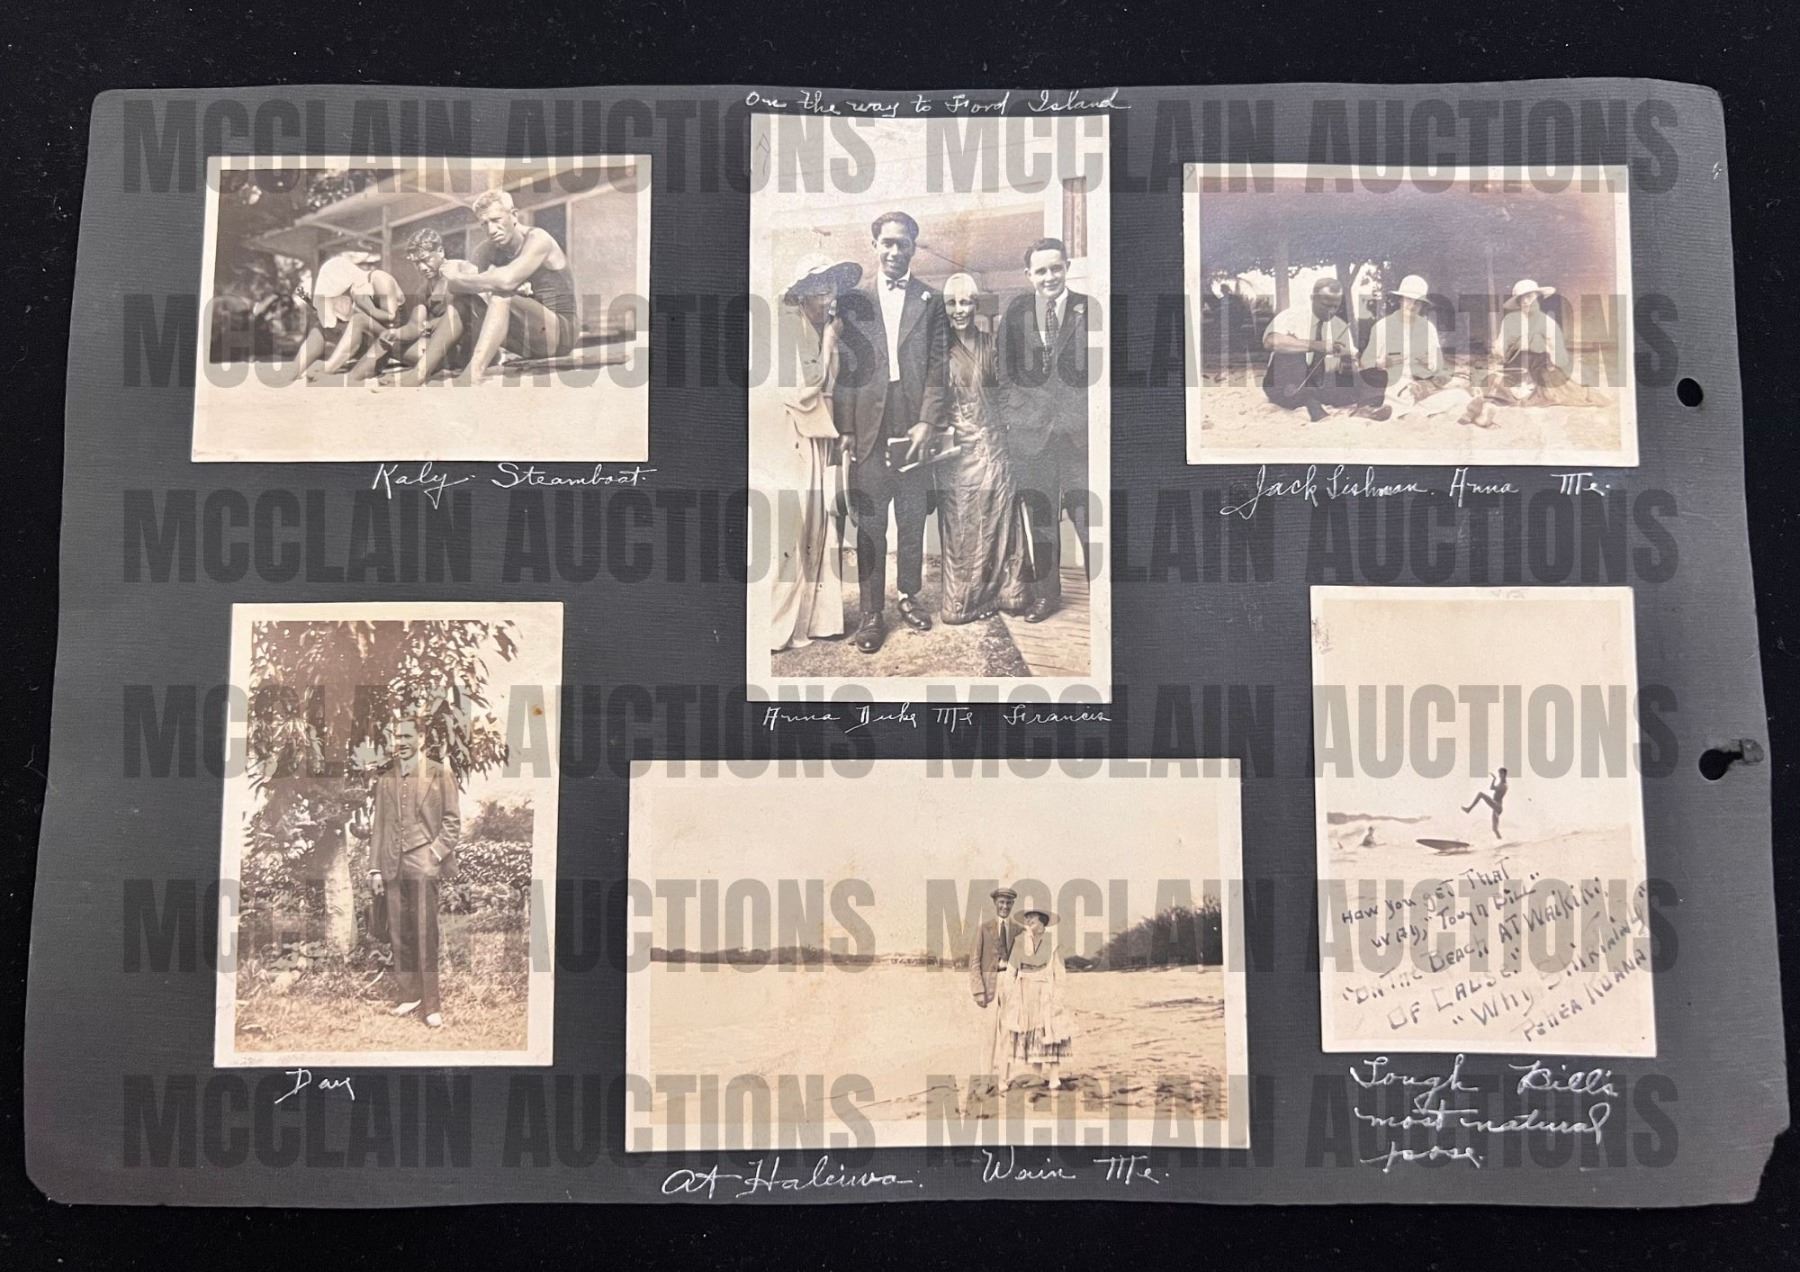 On the way to Ford Island
Kaly. Steamboat.
Jack Lishman. Anna Me.
Anna Duke Me Francis
Day
At Haleiwa. Wain Me.
HOW YOU GET THAT
WAY, "TOUGH BILL"
"ON THE BEACH AT WAIKIKI,
OF CAUSE."
"WHY SHIMMINY"
Tough Bill's
most natural
pose.
MCCLAIN AUCTIONS